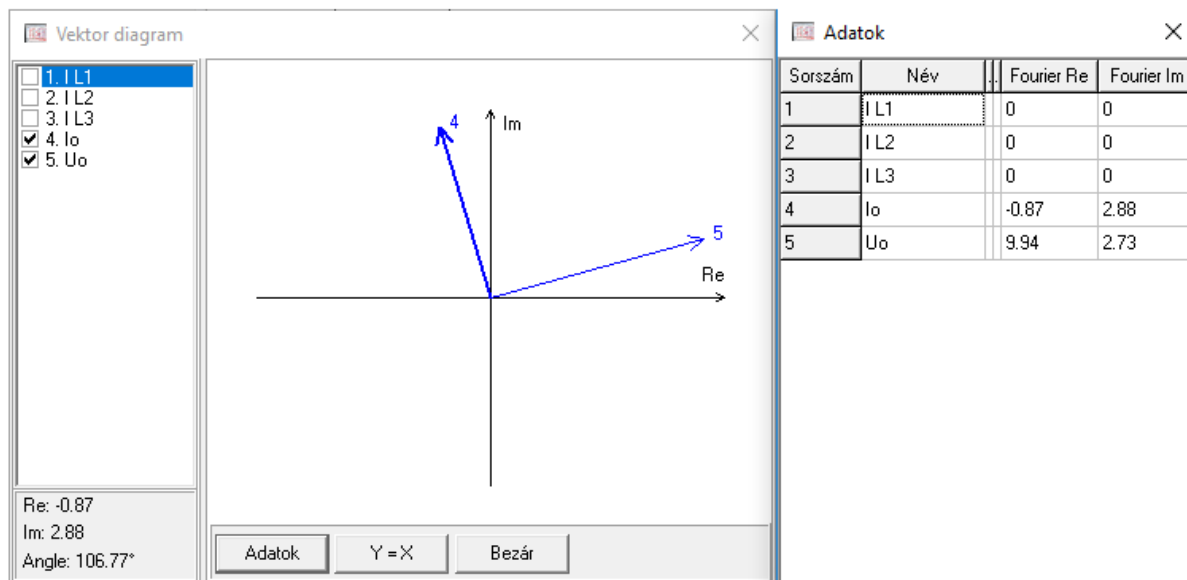 Vektor diagram
1. I L1
2. I L2
3. I L3
4. Io
5. Uo
4
Im
5
Re
Re: -0.87
Im: 2.88
Angle: 106.77°
Adatok
Y = X
Bezár
Adatok
Sorszám Név .. Fourier Re Fourier Im
1 I L1 0 0
2 I L2 0 0
3 I L3 0 0
4 Io -0.87 2.88
5 Uo 9.94 2.73